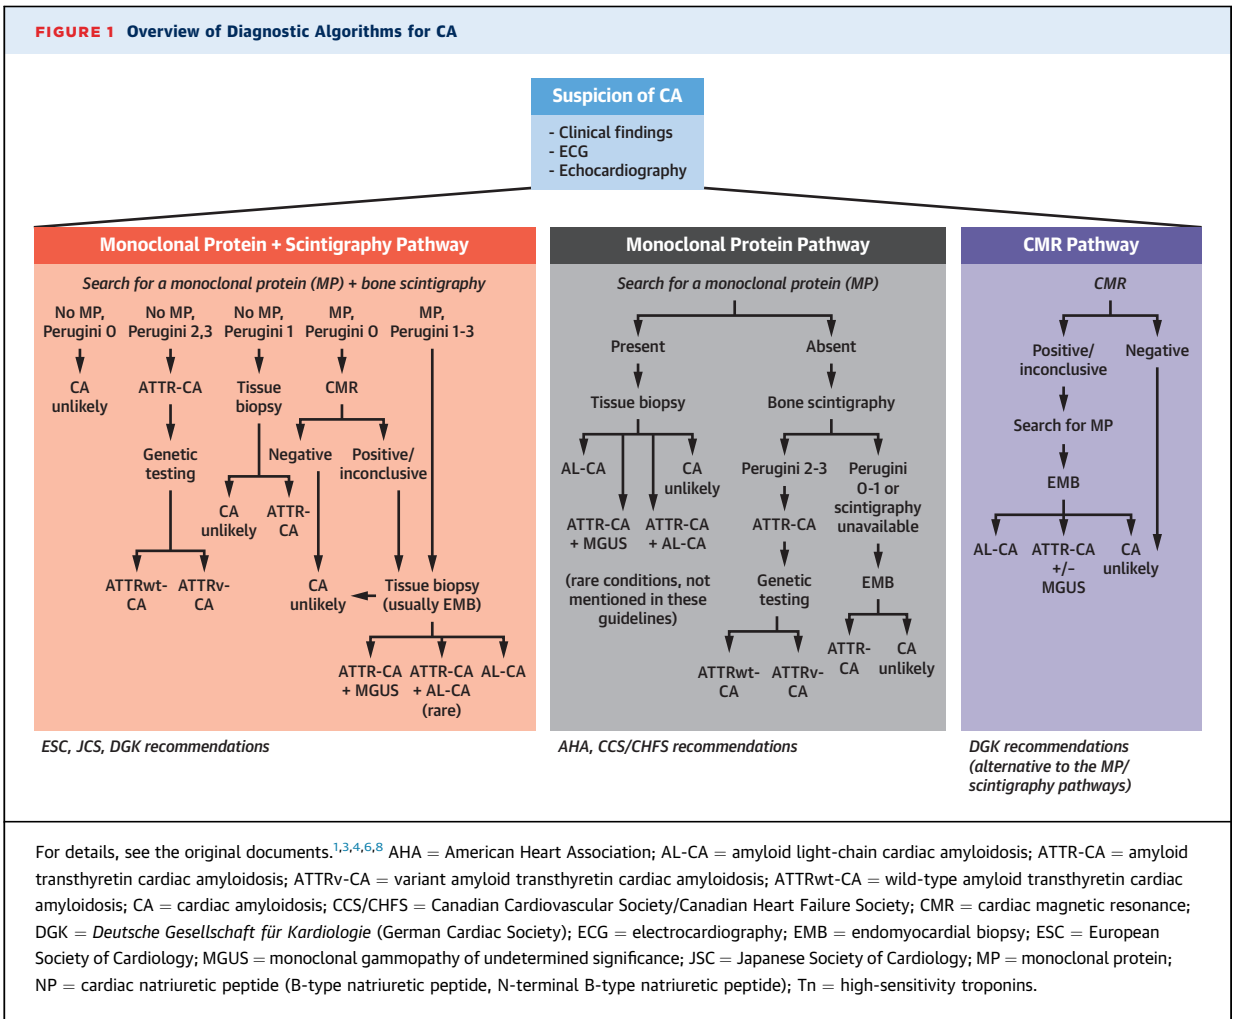 FIGURE 1 Overview of Diagnostic Algorithms for CA
Suspicion of CA
- Clinical findings
- ECG
- Echocardiography
Monoclonal Protein + Scintigraphy Pathway
Search for a monoclonal protein (MP) + bone scintigraphy
No MP,
Perugini 0
No MP,
Perugini 2,3
No MP,
Perugini 1
MP,
Perugini 0
MP,
Perugini 1-3
CA
unlikely
ATTR-CA
Tissue
biopsy
CMR
Genetic
testing
Negative
Positive/
inconclusive
CA
unlikely
ATTR-
CA
ATTRwt-
CA
ATTRv-
CA
CA
unlikely
Tissue biopsy
(usually EMB)
ATTR-CA
+ MGUS
ATTR-CA
+ AL-CA
(rare)
AL-CA
ESC, JCS, DGK recommendations
Monoclonal Protein Pathway
Search for a monoclonal protein (MP)
Present
Absent
Tissue biopsy
Bone scintigraphy
AL-CA
CA
unlikely
Perugini 2-3
Perugini
0-1 or
scintigraphy
unavailable
ATTR-CA
+ MGUS
ATTR-CA
+ AL-CA
ATTR-CA
(rare conditions, not
mentioned in these
guidelines)
Genetic
testing
EMB
ATTRwt-
CA
ATTRv-
CA
ATTR-
CA
CA
unlikely
AHA, CCS/CHFS recommendations
CMR Pathway
CMR
Positive/
inconclusive
Negative
Search for MP
EMB
AL-CA
ATTR-CA
+/-
MGUS
CA
unlikely
DGK recommendations
(alternative to the MP/
scintigraphy pathways)
For details, see the original documents.1,3,4,6,8 AHA = American Heart Association; AL-CA = amyloid light-chain cardiac amyloidosis; ATTR-CA = amyloid
transthyretin cardiac amyloidosis; ATTRv-CA = variant amyloid transthyretin cardiac amyloidosis; ATTRwt-CA = wild-type amyloid transthyretin cardiac
amyloidosis; CA = cardiac amyloidosis; CCS/CHFS = Canadian Cardiovascular Society/Canadian Heart Failure Society; CMR = cardiac magnetic resonance;
DGK = Deutsche Gesellschaft für Kardiologie (German Cardiac Society); ECG = electrocardiography; EMB = endomyocardial biopsy; ESC = European
Society of Cardiology; MGUS = monoclonal gammopathy of undetermined significance; JSC = Japanese Society of Cardiology; MP = monoclonal protein;
NP = cardiac natriuretic peptide (B-type natriuretic peptide, N-terminal B-type natriuretic peptide); Tn = high-sensitivity troponins.